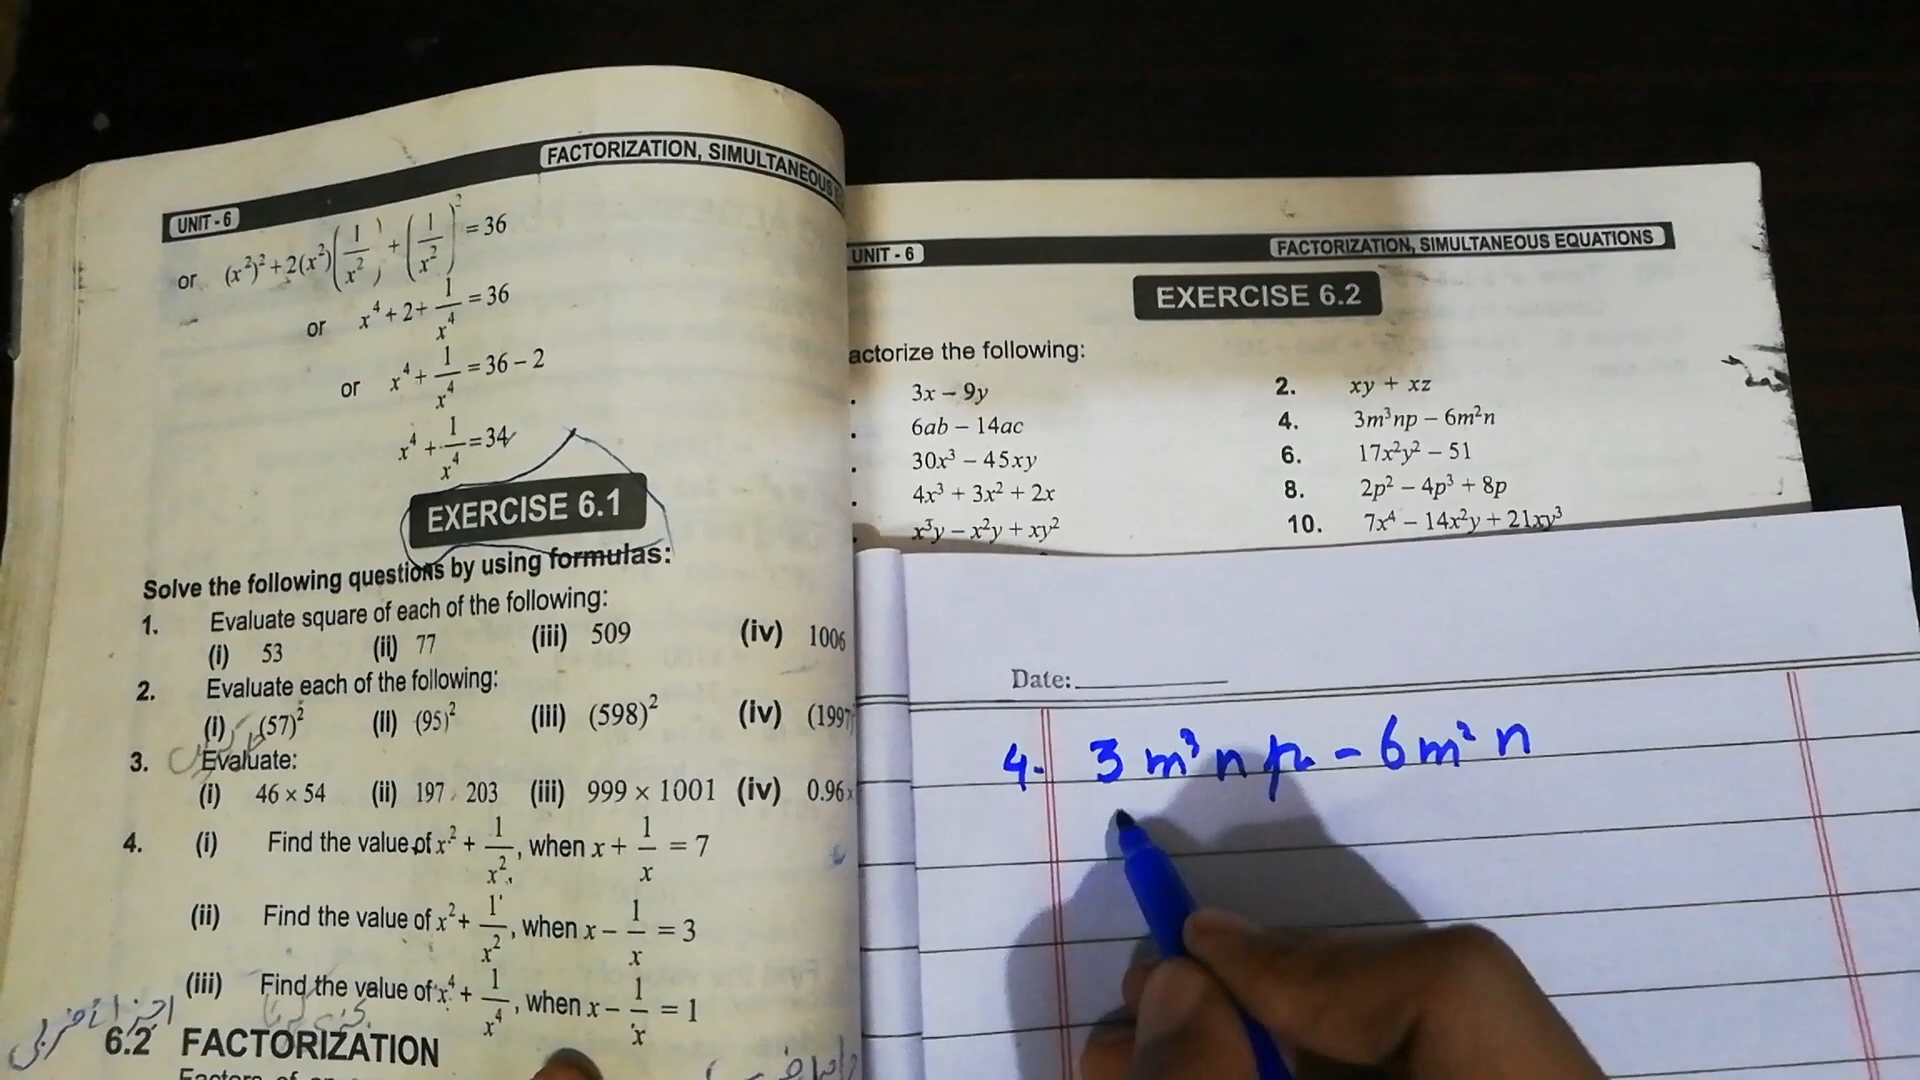 UNIT - 6
FACTORIZATION, SIMULTANEOUS
or (x²)² + 2(x²)(1/x²) + (1/x²)² = 36
or x⁴ + 2 + 1/x⁴ = 36
or x⁴ + 1/x⁴ = 36 – 2
x⁴ + 1/x⁴ = 34
EXERCISE 6.1
Solve the following questions by using formulas:
1. Evaluate square of each of the following:
(i) 53 (ii) 77 (iii) 509 (iv) 1006
2. Evaluate each of the following:
(i) (57)² (ii) (95)² (iii) (598)² (iv) (1997
3. Evaluate:
(i) 46 × 54 (ii) 197 203 (iii) 999 × 1001 (iv) 0.96 ×
4. (i) Find the value of x² + 1/x², when x + 1/x = 7
(ii) Find the value of x² + 1/x², when x – 1/x = 3
(iii) Find the value of x⁴ + 1/x⁴, when x – 1/x = 1
6.2 FACTORIZATION
Factors of an
UNIT - 6
FACTORIZATION, SIMULTANEOUS EQUATIONS
EXERCISE 6.2
actorize the following:
. 3x – 9y 2. xy + xz
. 6ab – 14ac 4. 3m³np – 6m²n
. 30x³ – 45xy 6. 17x²y² – 51
. 4x³ + 3x² + 2x 8. 2p² – 4p³ + 8p
. x³y – x²y + xy² 10. 7x⁴ – 14x²y + 21xy³
Date:
4. 3m³np – 6m²n